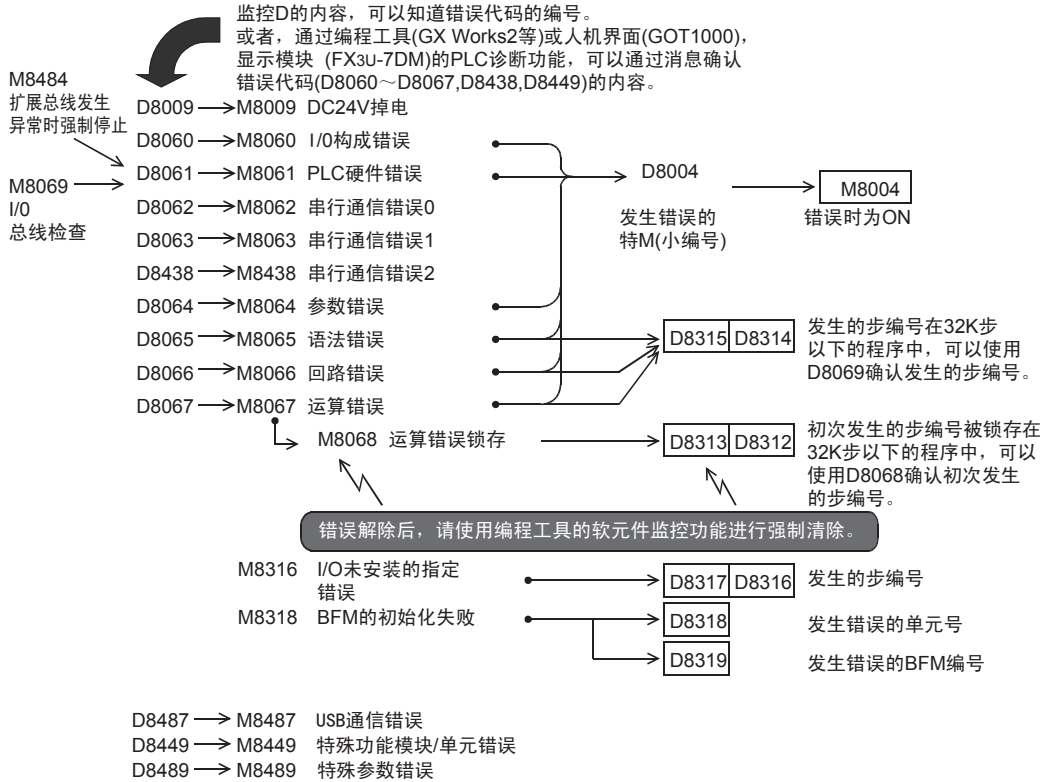 监控D的内容，可以知道错误代码的编号。
或者，通过编程工具(GX Works2等)或人机界面(GOT1000)，
显示模块 (FX3U-7DM)的PLC诊断功能，可以通过消息确认
错误代码(D8060～D8067,D8438,D8449)的内容。
M8484
扩展总线发生
异常时强制停止
M8069
I/0
总线检查
D8009 M8009 DC24V掉电
D8060 M8060 I/0构成错误
D8061 M8061 PLC硬件错误
D8062 M8062 串行通信错误0
D8063 M8063 串行通信错误1
D8438 M8438 串行通信错误2
D8064 M8064 参数错误
D8065 M8065 语法错误
D8066 M8066 回路错误
D8067 M8067 运算错误
M8068 运算错误锁存
D8004
发生错误的
特M(小编号)
M8004
错误时为ON
D8315 D8314
发生的步编号在32K步
以下的程序中，可以使用
D8069确认发生的步编号。
D8313 D8312
初次发生的步编号被锁存在
32K步以下的程序中，可以
使用D8068确认初次发生
的步编号。
错误解除后，请使用编程工具的软元件监控功能进行强制清除。
M8316 I/O未安装的指定
错误
D8317 D8316 发生的步编号
M8318 BFM的初始化失败
D8318 发生错误的单元号
D8319 发生错误的BFM编号
D8487 M8487 USB通信错误
D8449 M8449 特殊功能模块/单元错误
D8489 M8489 特殊参数错误